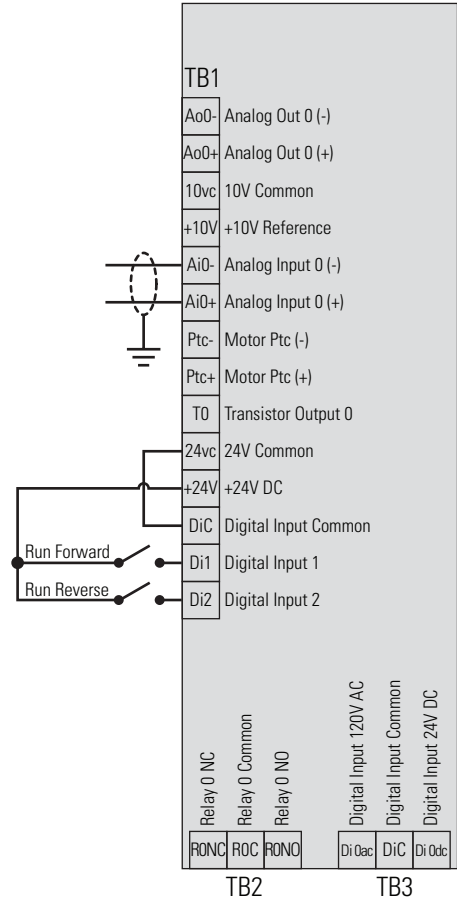 TB1
Ao0- Analog Out 0 (-)
Ao0+ Analog Out 0 (+)
10vc 10V Common
+10V +10V Reference
Ai0- Analog Input 0 (-)
Ai0+ Analog Input 0 (+)
Ptc- Motor Ptc (-)
Ptc+ Motor Ptc (+)
T0 Transistor Output 0
24vc 24V Common
+24V +24V DC
DiC Digital Input Common
Run Forward Di1 Digital Input 1
Run Reverse Di2 Digital Input 2
Relay 0 NC
Relay 0 Common
Relay 0 NO
Digital Input 120V AC
Digital Input Common
Digital Input 24V DC
R0NC R0C R0NO Di 0ac DiC Di 0dc
TB2 TB3